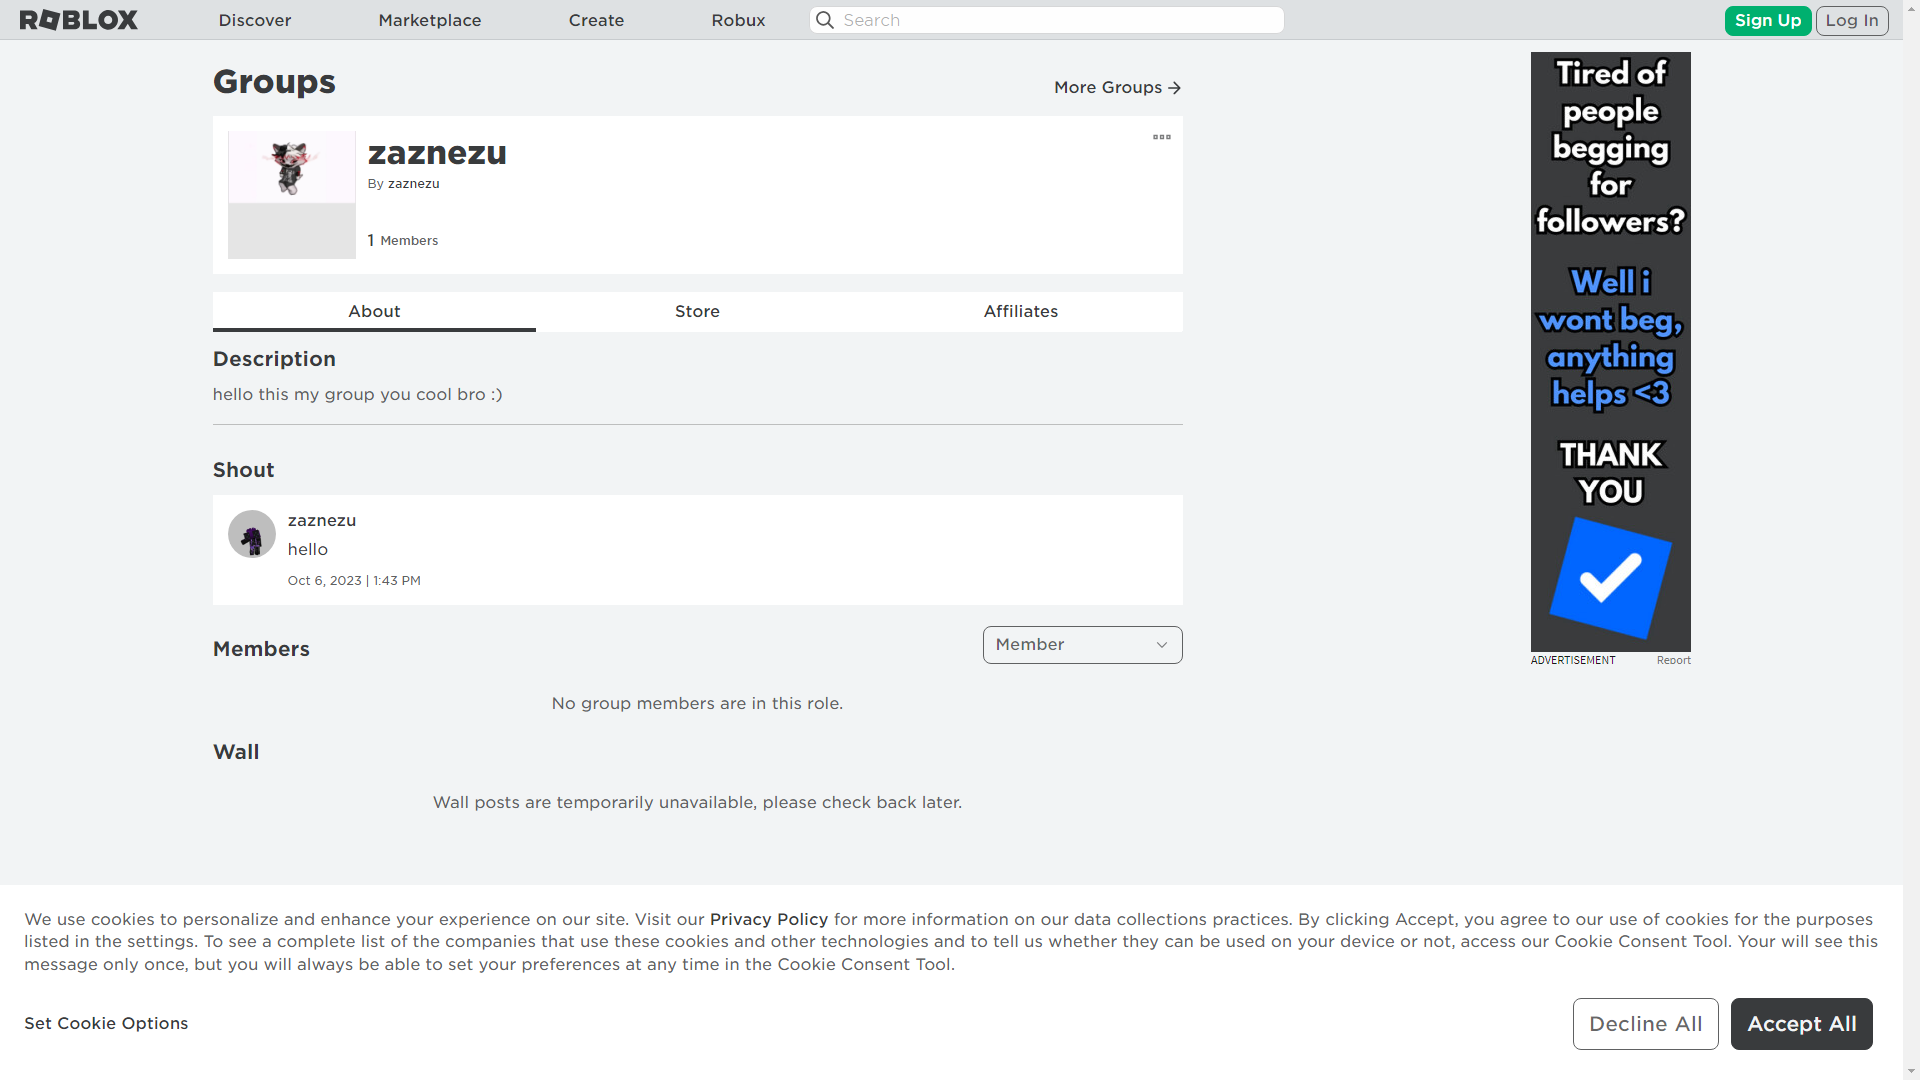 ROBLOX
Discover
Marketplace
Create
Robux
Search
Sign Up
Log In
Groups
More Groups
zaznezu
By zaznezu
1 Members
About
Store
Affiliates
Description
hello this my group you cool bro :)
Shout
zaznezu
hello
Oct 6, 2023 | 1:43 PM
Members
Member
No group members are in this role.
Wall
Wall posts are temporarily unavailable, please check back later.
Tired of
people
begging
for
followers?
Well i
wont beg,
anything
helps <3
THANK
YOU
ADVERTISEMENT
Report
We use cookies to personalize and enhance your experience on our site. Visit our Privacy Policy for more information on our data collections practices. By clicking Accept, you agree to our use of cookies for the purposes
listed in the settings. To see a complete list of the companies that use these cookies and other technologies and to tell us whether they can be used on your device or not, access our Cookie Consent Tool. Your will see this
message only once, but you will always be able to set your preferences at any time in the Cookie Consent Tool.
Set Cookie Options
Decline All
Accept All